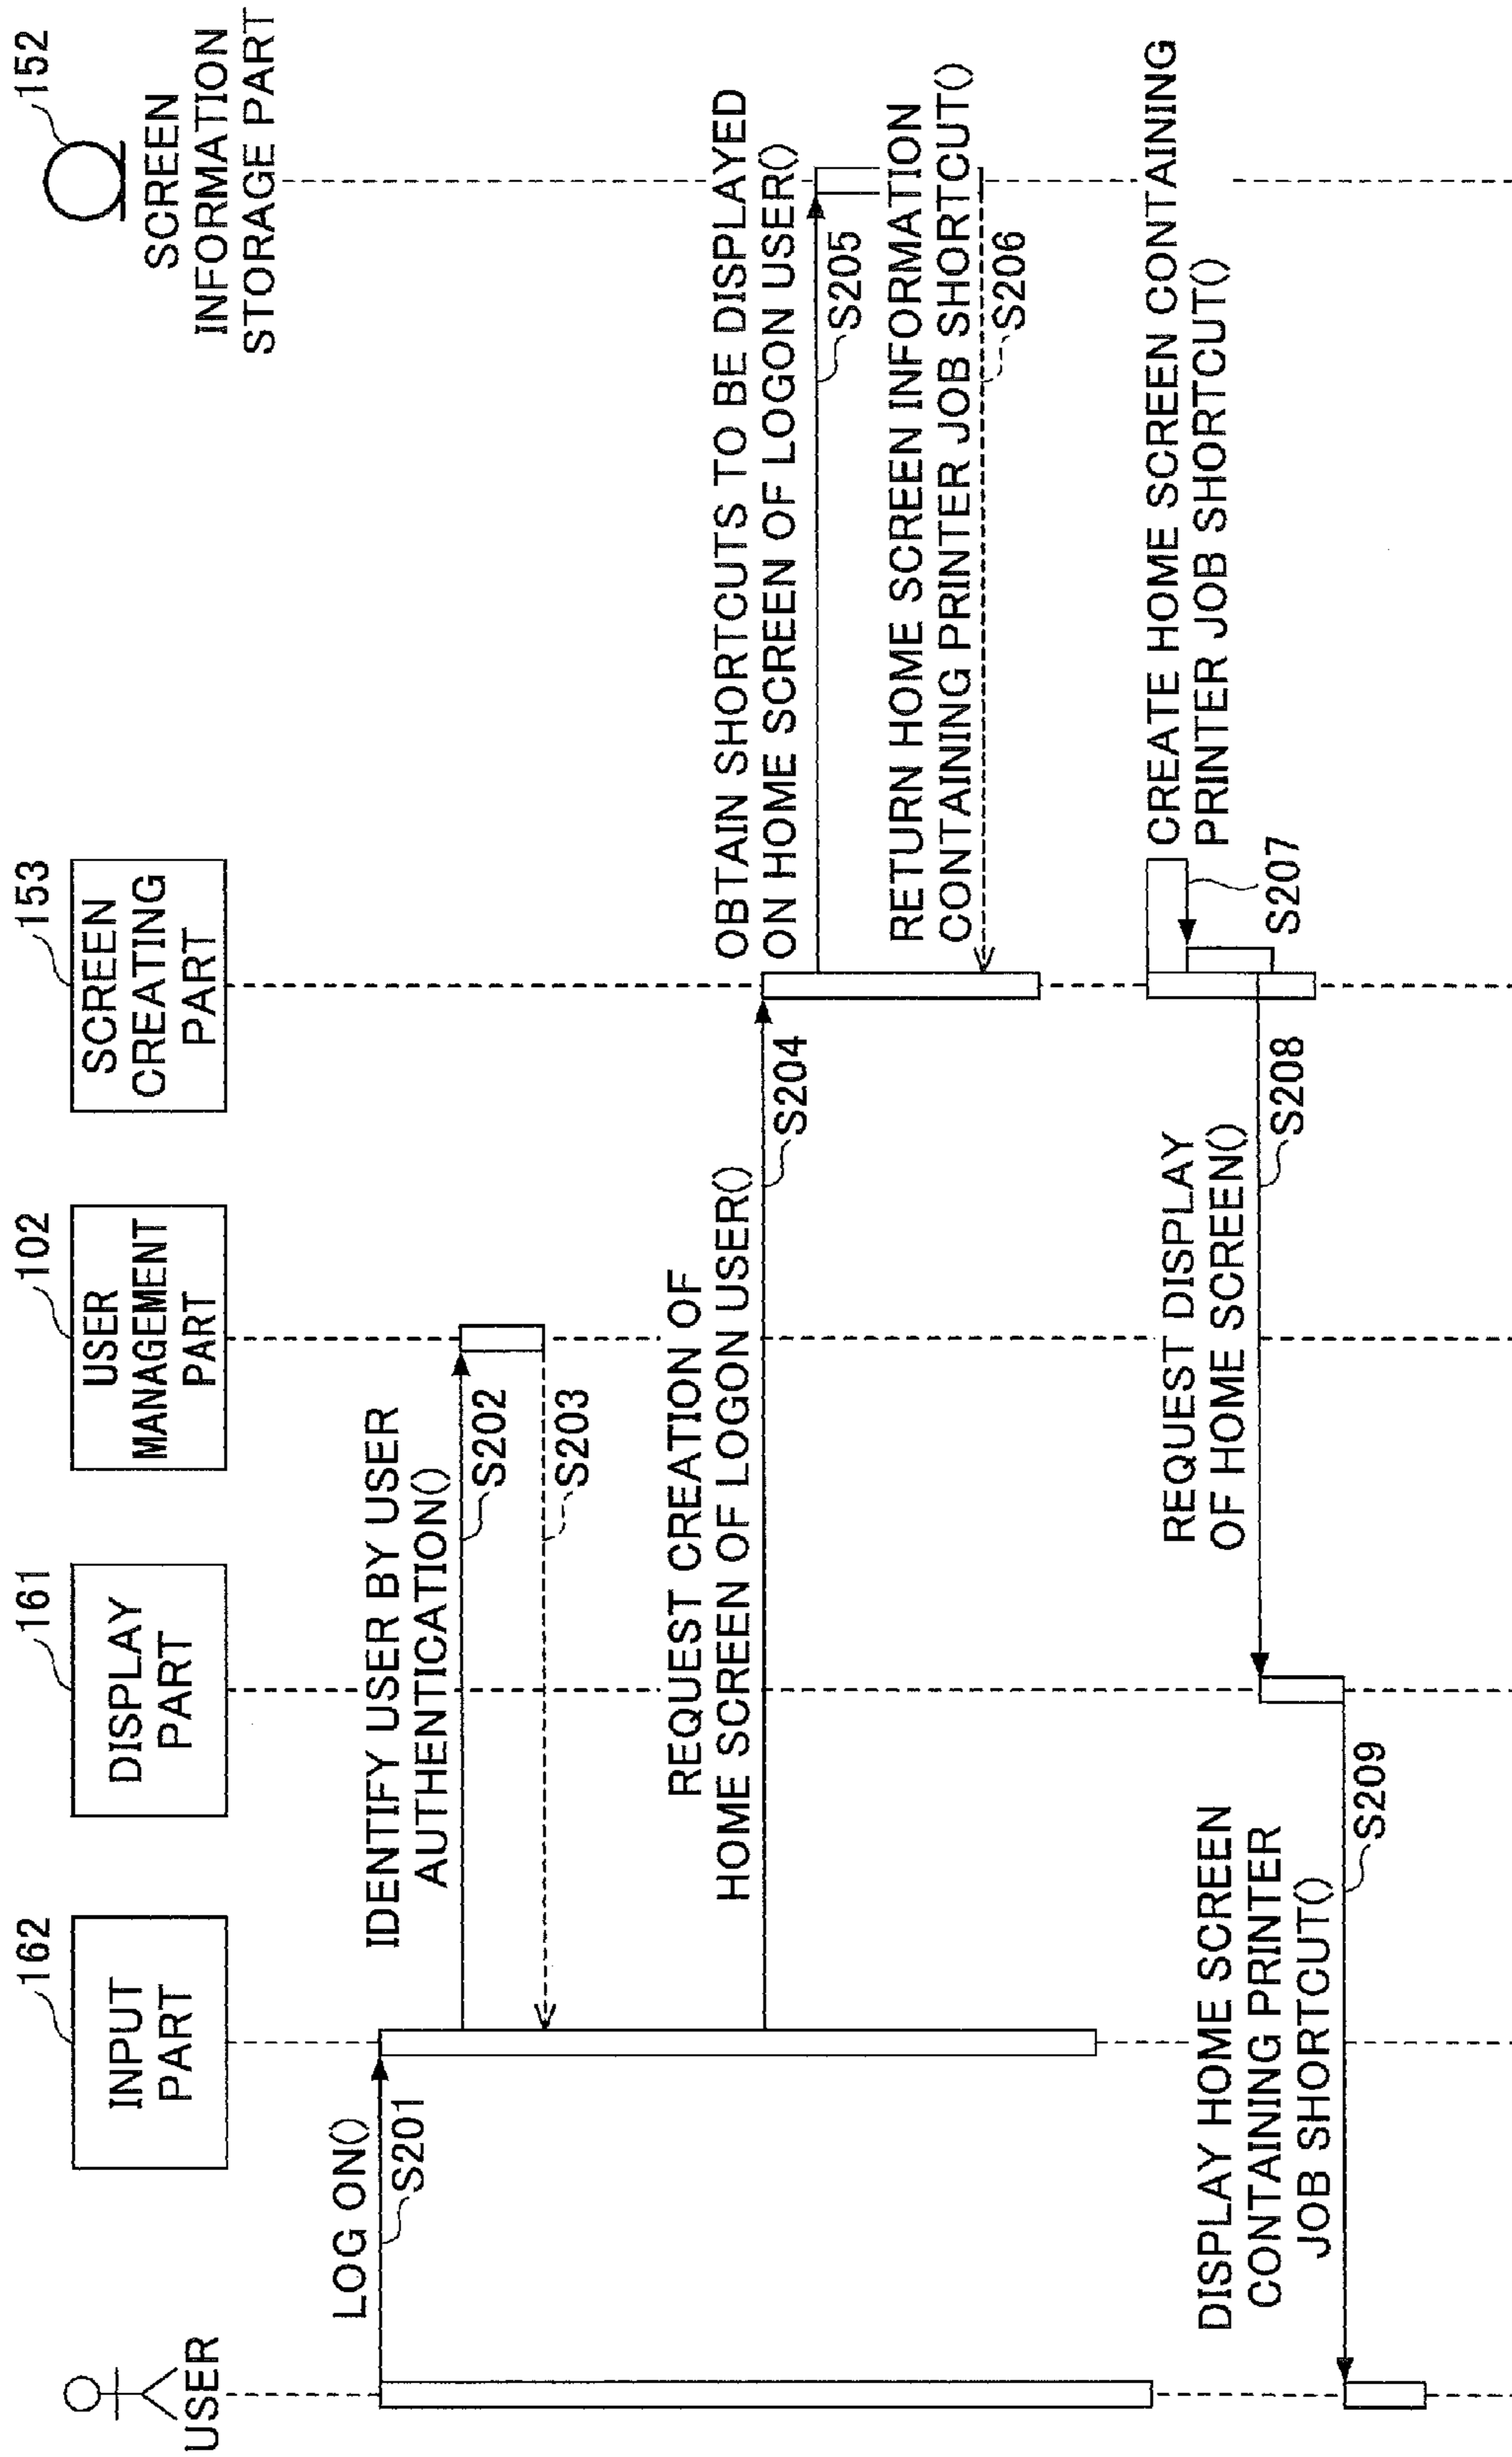 USER
162
INPUT
PART
161
DISPLAY
PART
102
USER
MANAGEMENT
PART
153
SCREEN
CREATING
PART
152
SCREEN
INFORMATION
STORAGE PART
LOG ON()
S201
IDENTIFY USER BY USER
AUTHENTICATION()
S202
S203
REQUEST CREATION OF
HOME SCREEN OF LOGON USER()
S204
OBTAIN SHORTCUTS TO BE DISPLAYED
ON HOME SCREEN OF LOGON USER()
S205
RETURN HOME SCREEN INFORMATION
CONTAINING PRINTER JOB SHORTCUT()
S206
CREATE HOME SCREEN CONTAINING
PRINTER JOB SHORTCUT()
S207
REQUEST DISPLAY
OF HOME SCREEN()
S208
DISPLAY HOME SCREEN
CONTAINING PRINTER
JOB SHORTCUT()
S209